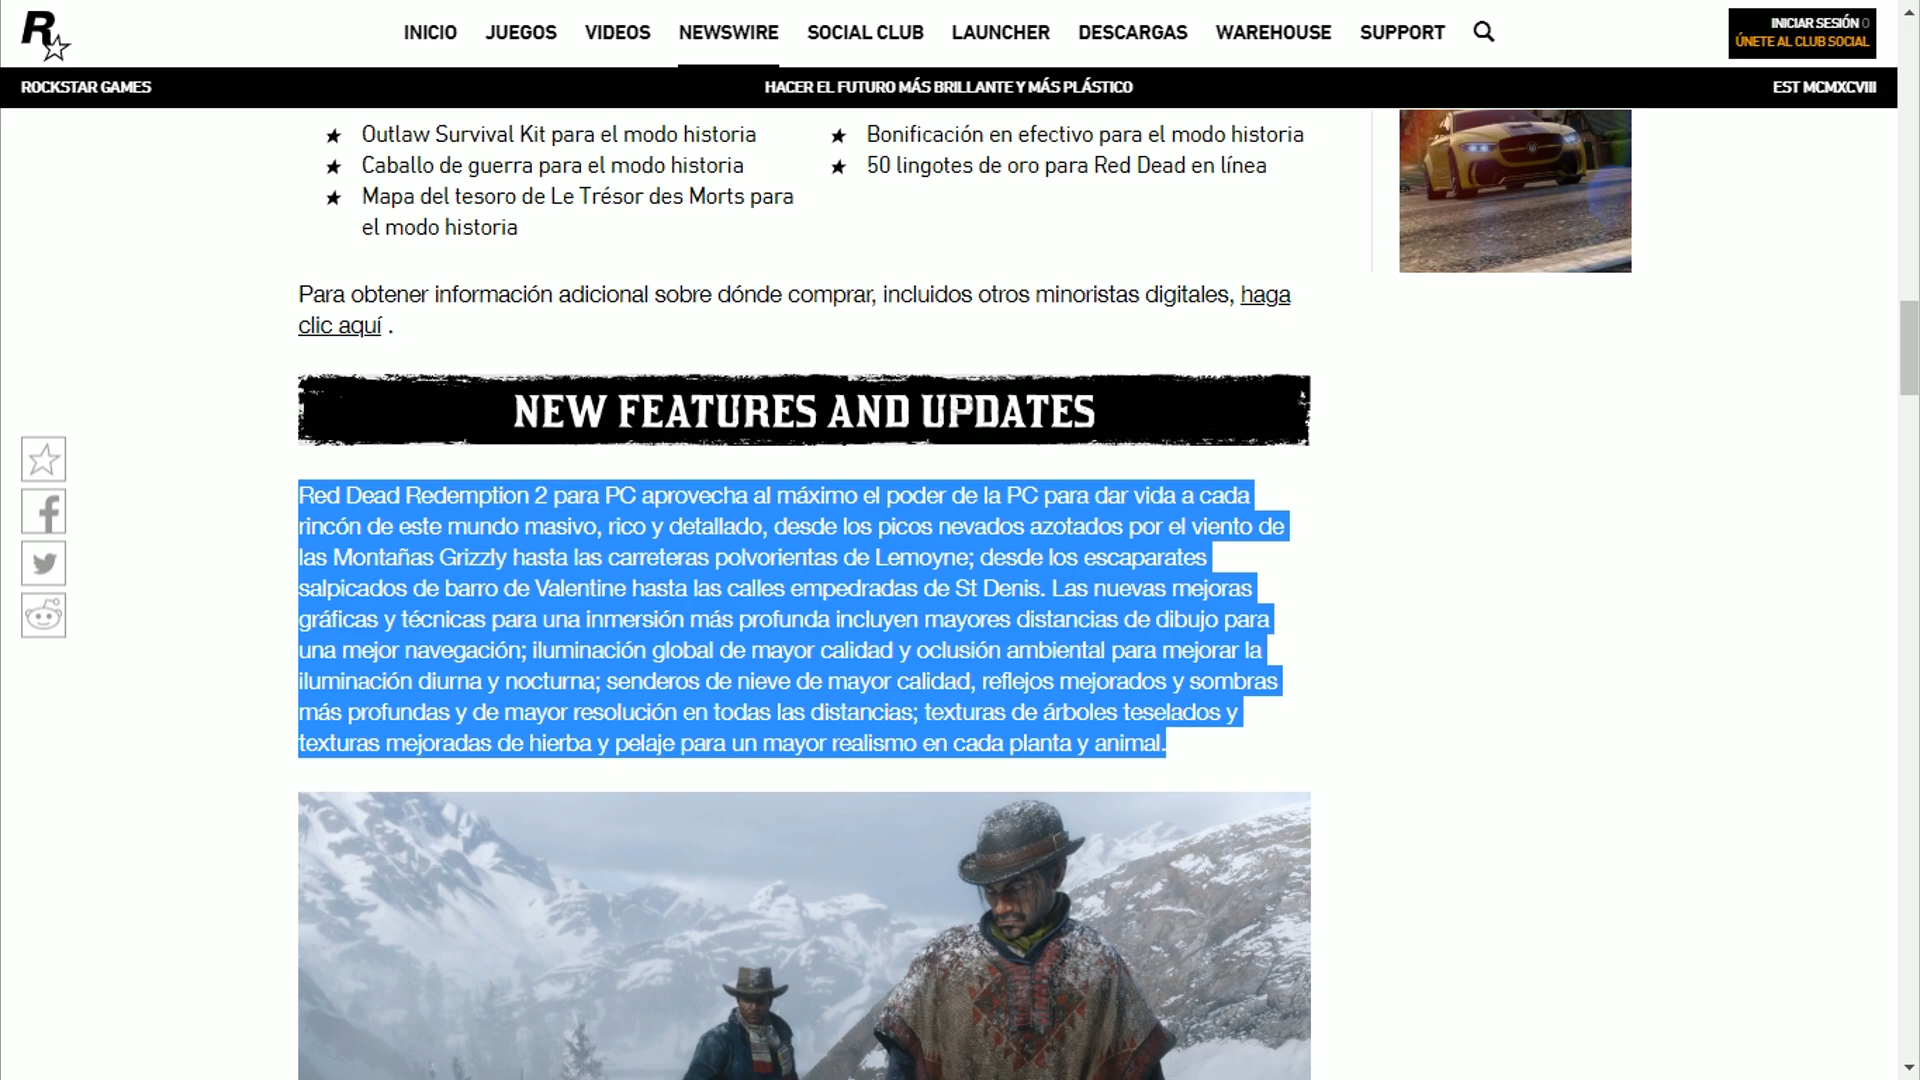 INICIO JUEGOS VIDEOS NEWSWIRE SOCIAL CLUB LAUNCHER DESCARGAS WAREHOUSE SUPPORT
INICIAR SESIÓN 0
ÚNETE AL CLUB SOCIAL
ROCKSTAR GAMES
HACER EL FUTURO MÁS BRILLANTE Y MÁS PLÁSTICO
EST MCMXCVIII
Outlaw Survival Kit para el modo historia
Caballo de guerra para el modo historia
Mapa del tesoro de Le Trésor des Morts para
el modo historia
Bonificación en efectivo para el modo historia
50 lingotes de oro para Red Dead en línea
Para obtener información adicional sobre dónde comprar, incluidos otros minoristas digitales, haga
clic aquí .
NEW FEATURES AND UPDATES
Red Dead Redemption 2 para PC aprovecha al máximo el poder de la PC para dar vida a cada
rincón de este mundo masivo, rico y detallado, desde los picos nevados azotados por el viento de
las Montañas Grizzly hasta las carreteras polvorientas de Lemoyne; desde los escaparates
salpicados de barro de Valentine hasta las calles empedradas de St Denis. Las nuevas mejoras
gráficas y técnicas para una inmersión más profunda incluyen mayores distancias de dibujo para
una mejor navegación; iluminación global de mayor calidad y oclusión ambiental para mejorar la
iluminación diurna y nocturna; senderos de nieve de mayor calidad, reflejos mejorados y sombras
más profundas y de mayor resolución en todas las distancias; texturas de árboles teselados y
texturas mejoradas de hierba y pelaje para un mayor realismo en cada planta y animal.